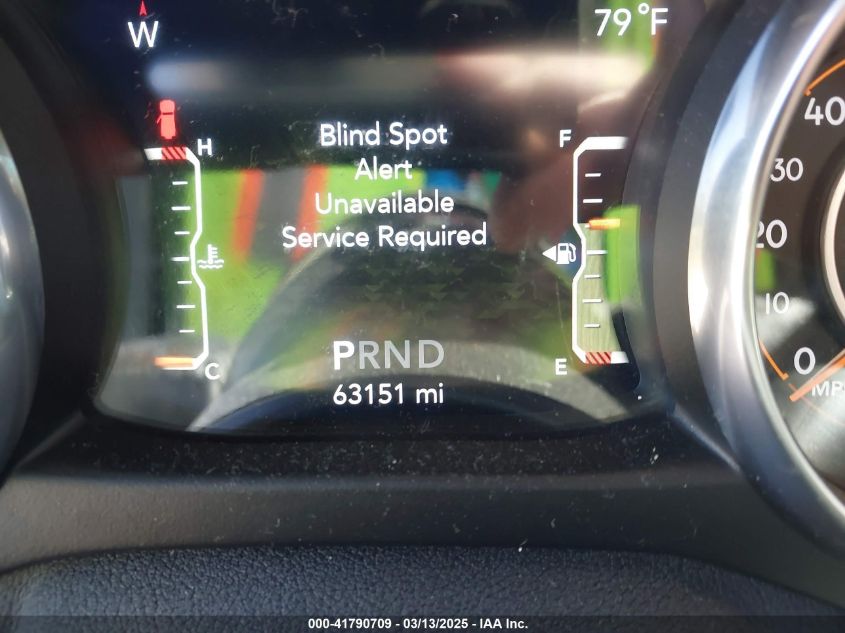 W
79 °F
H
Blind Spot
Alert
Unavailable
Service Required
F
C
E
PRND
63151 mi
40
30
20
10
0
000-41790709 - 03/13/2025 - IAA Inc.